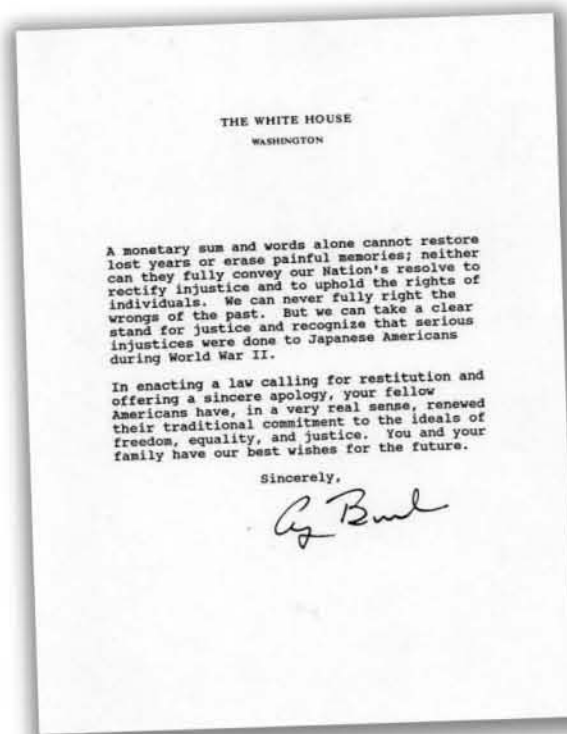 THE WHITE HOUSE
WASHINGTON
A monetary sum and words alone cannot restore
lost years or erase painful memories; neither
can they fully convey our Nation's resolve to
rectify injustice and to uphold the rights of
individuals. We can never fully right the
wrongs of the past. But we can take a clear
stand for justice and recognize that serious
injustices were done to Japanese Americans
during World War II.
In enacting a law calling for restitution and
offering a sincere apology, your fellow
Americans have, in a very real sense, renewed
their traditional commitment to the ideals of
freedom, equality, and justice. You and your
family have our best wishes for the future.
Sincerely,